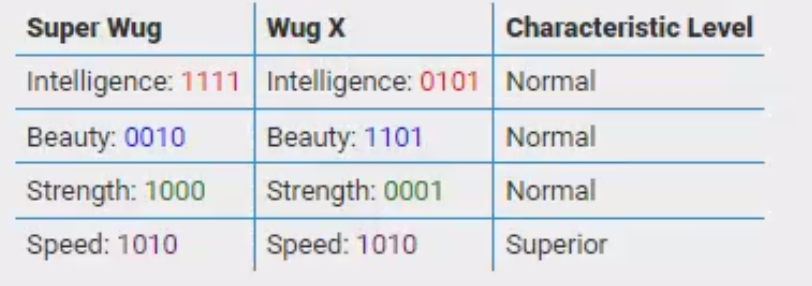 Super Wug Wug X Characteristic Level
Intelligence: 1111 Intelligence: 0101 Normal
Beauty: 0010 Beauty: 1101 Normal
Strength: 1000 Strength: 0001 Normal
Speed: 1010 Speed: 1010 Superior